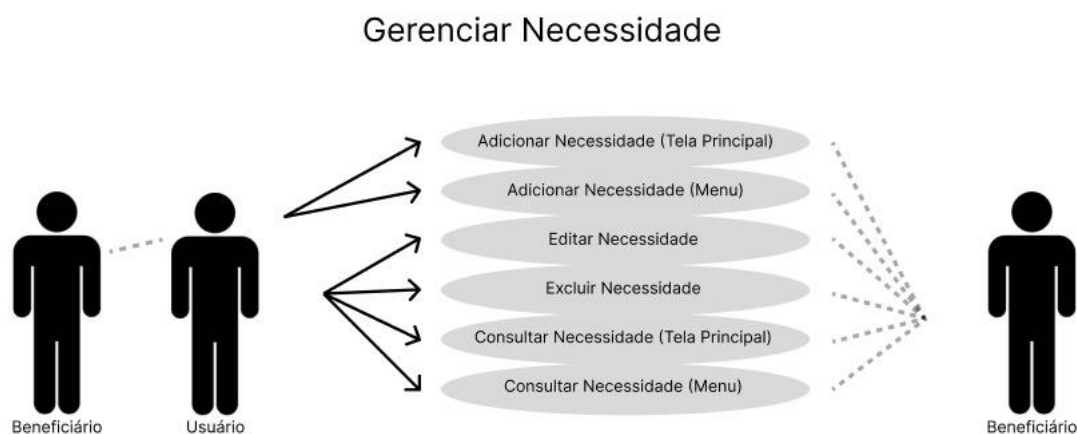 Gerenciar Necessidade
Adicionar Necessidade (Tela Principal)
Adicionar Necessidade (Menu)
Editar Necessidade
Excluir Necessidade
Consultar Necessidade (Tela Principal)
Consultar Necessidade (Menu)
Beneficiário
Usuário
Beneficiário